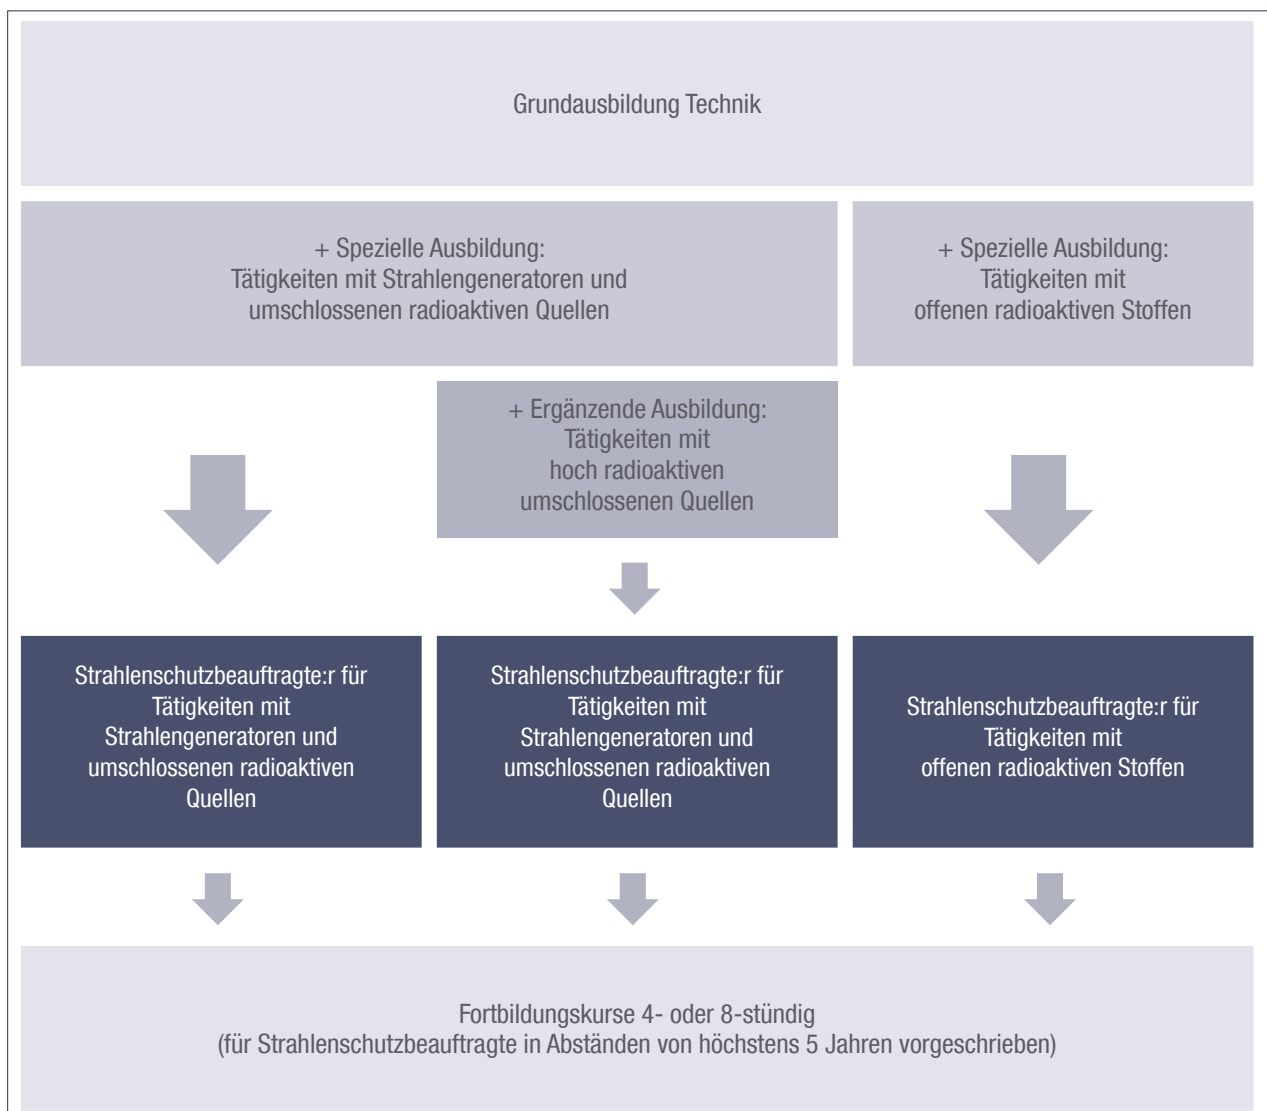 Grundausbildung Technik
+ Spezielle Ausbildung:
Tätigkeiten mit Strahlengeneratoren und
umschlossenen radioaktiven Quellen
+ Spezielle Ausbildung:
Tätigkeiten mit
offenen radioaktiven Stoffen
+ Ergänzende Ausbildung:
Tätigkeiten mit
hoch radioaktiven
umschlossenen Quellen
Strahlenschutzbeauftragte:r für
Tätigkeiten mit
Strahlengeneratoren und
umschlossenen radioaktiven
Quellen
Strahlenschutzbeauftragte:r für
Tätigkeiten mit
Strahlengeneratoren und
umschlossenen radioaktiven
Quellen
Strahlenschutzbeauftragte:r für
Tätigkeiten mit
offenen radioaktiven Stoffen
Fortbildungskurse 4- oder 8-stündig
(für Strahlenschutzbeauftragte in Abständen von höchstens 5 Jahren vorgeschrieben)